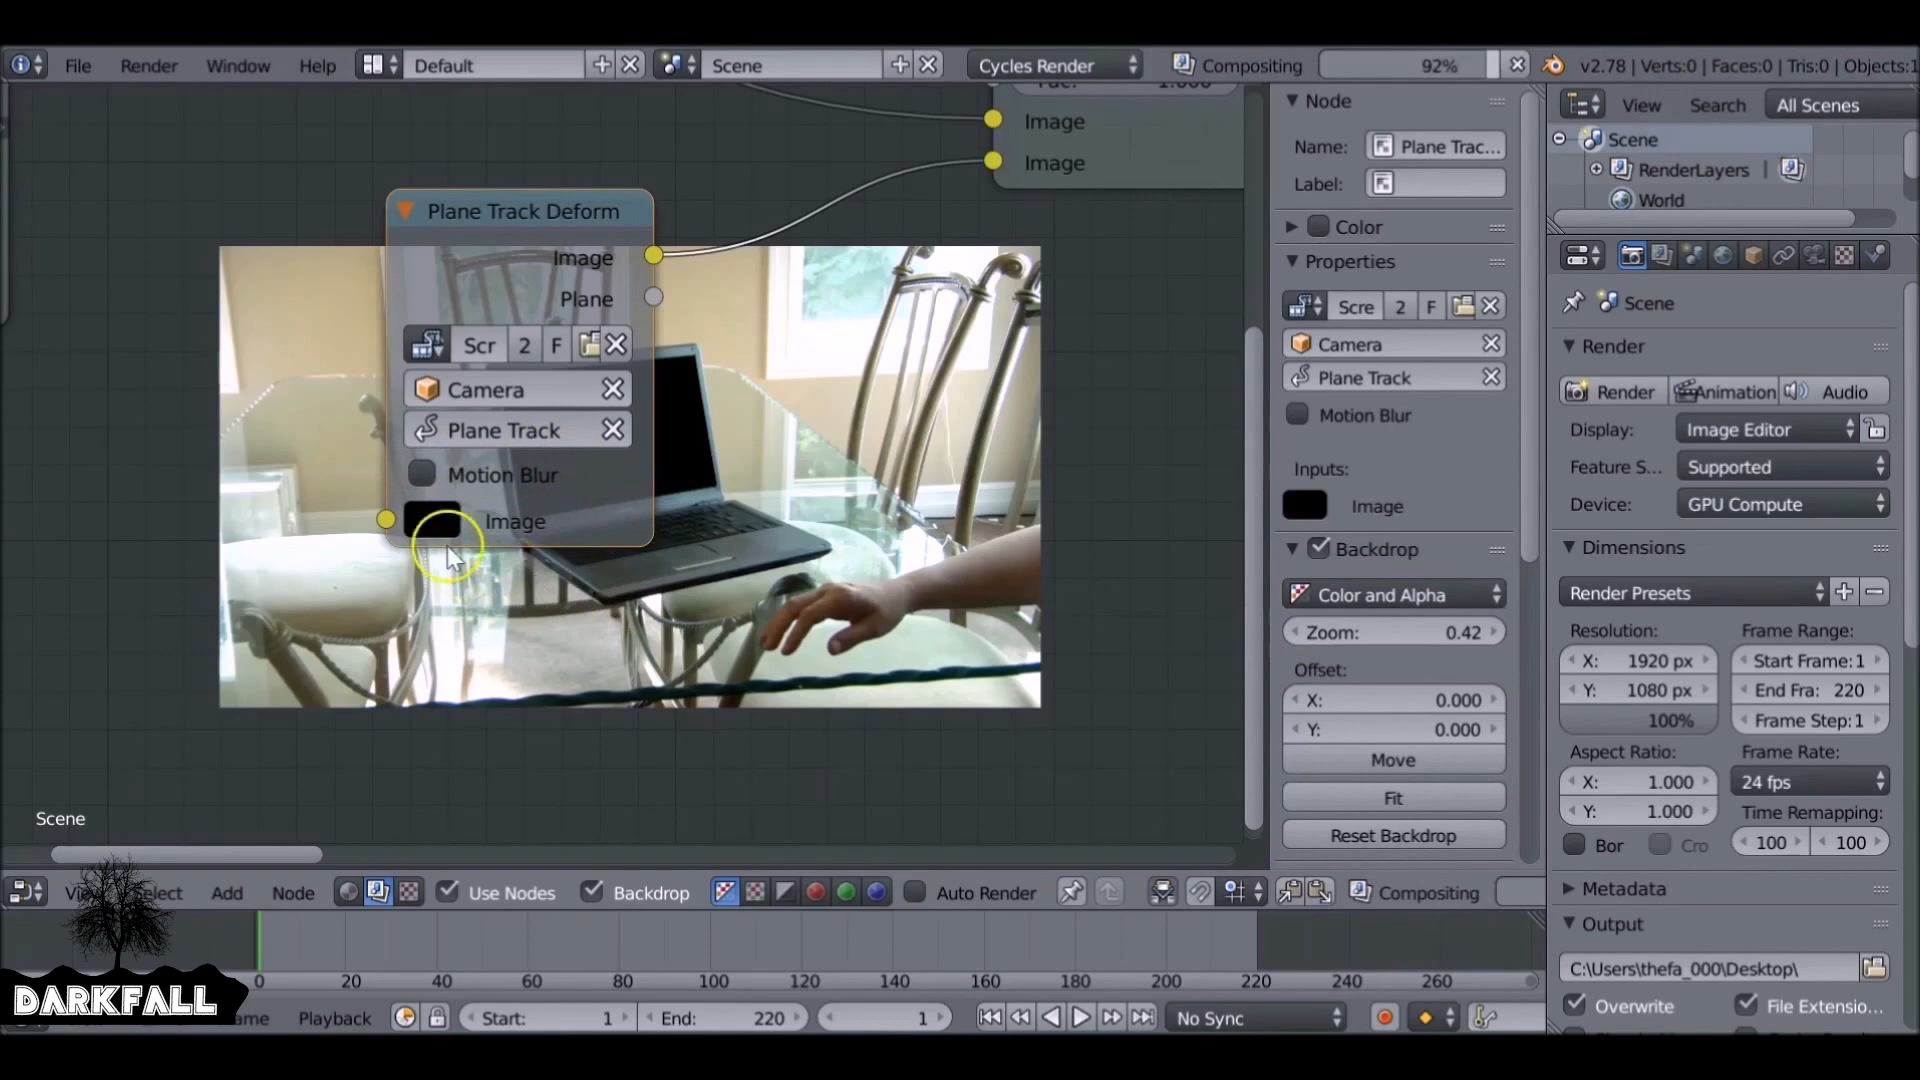 File Render Window Help Default Scene Cycles Render Compositing 92% v2.78 | Verts:0 | Faces:0 | Tris:0 | Objects:1
1.000
Image
Image
Plane Track Deform
Image
Plane
Scr 2 F
Camera
Plane Track
Motion Blur
Image
Scene
Node
Name: Plane Trac...
Label:
Color
Properties
Scre 2 F
Camera
Plane Track
Motion Blur
Inputs:
Image
Backdrop
Color and Alpha
Zoom: 0.42
Offset:
X: 0.000
Y: 0.000
Move
Fit
Reset Backdrop
View Search All Scenes
Scene
RenderLayers
World
Scene
Render
Render Animation Audio
Display: Image Editor
Feature S... Supported
Device: GPU Compute
Dimensions
Render Presets
Resolution: Frame Range:
X: 1920 px Start Frame:1
Y: 1080 px End Fra: 220
100% Frame Step:1
Aspect Ratio: Frame Rate:
X: 1.000 24 fps
Y: 1.000 Time Remapping:
Bor Cro 100 100
Metadata
Output
C:\Users\thefa_000\Desktop\
Overwrite File Extensio...
Add Node Use Nodes Backdrop Auto Render Compositing
0 20 40 60 80 100 120 140 160 180 200 220 240 260
DARKFALL
Playback Start: 1 End: 220 1 No Sync